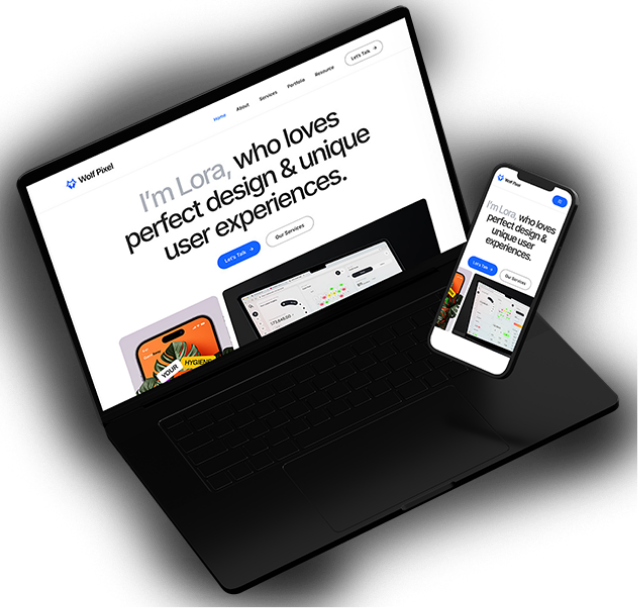 Wolf Pixel
Home About Services Portfolio Resource Let's Talk
I'm Lora, who loves
perfect design & unique
user experiences.
Let's Talk
Our Services
YOUR
HYGIENE
Wolf Pixel
I'm Lora, who loves
perfect design &
unique user
experiences.
Let's Talk
Our Services